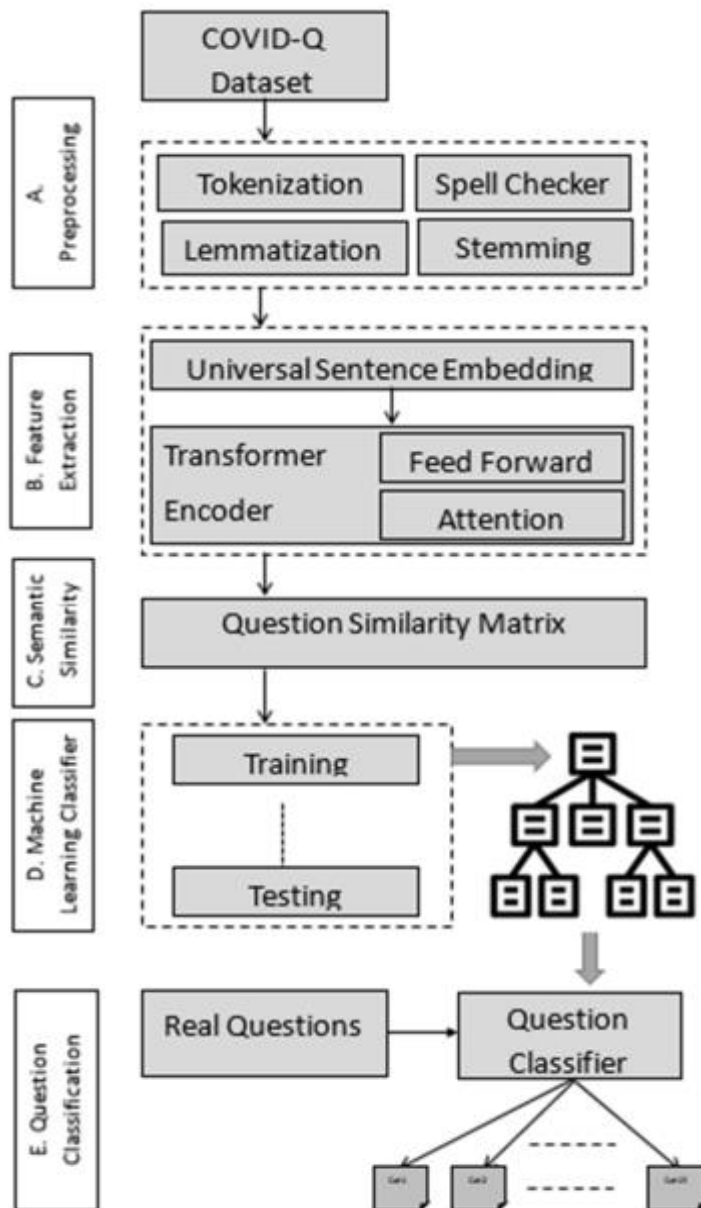 COVID-Q
Dataset
A.
Preprocessing
Tokenization
Spell Checker
Lemmatization
Stemming
B. Feature
Extraction
Universal Sentence Embedding
Transformer
Encoder
Feed Forward
Attention
C. Semantic
Similarity
Question Similarity Matrix
D. Machine
Learning Classifier
Training
Testing
E. Question
Classification
Real Questions
Question
Classifier